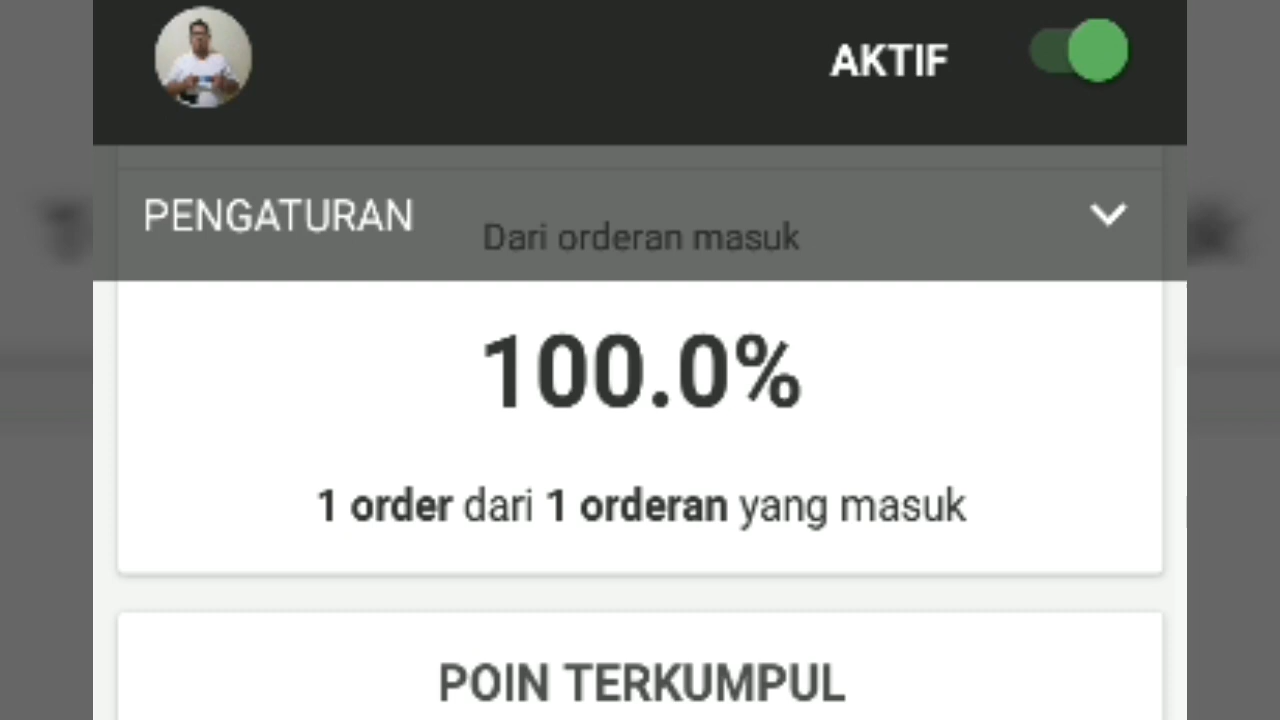 AKTIF
PENGATURAN
Dari orderan masuk
100.0%
1 order dari 1 orderan yang masuk
POIN TERKUMPUL